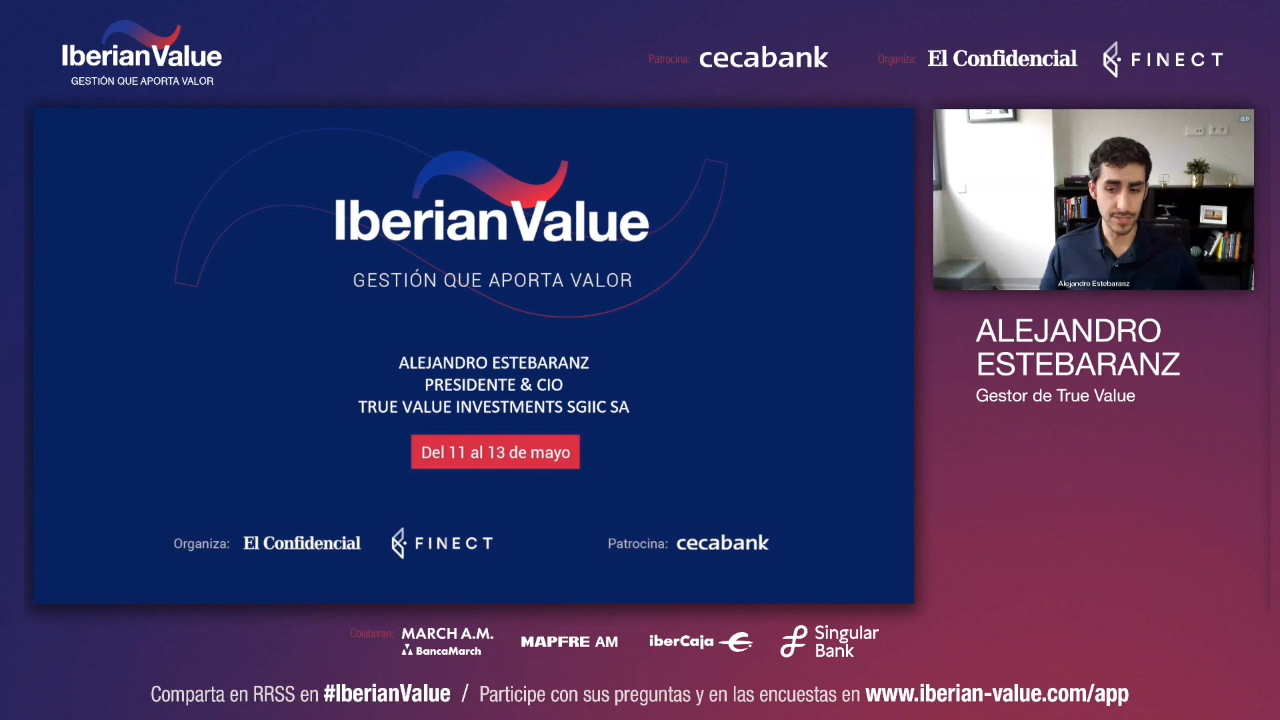 IberianValue
GESTIÓN QUE APORTA VALOR
Patrocina: cecabank
Organiza: El Confidencial FINECT
IberianValue
GESTIÓN QUE APORTA VALOR
ALEJANDRO ESTEBARANZ
PRESIDENTE & CIO
TRUE VALUE INVESTMENTS SGIIC SA
Del 11 al 13 de mayo
Organiza: El Confidencial FINECT
Patrocina: cecabank
Alejandro Estebaranz
ALEJANDRO
ESTEBARANZ
Gestor de True Value
Colaboran:
MARCH A.M.
BancaMarch
MAPFRE AM
iberCaja
Singular
Bank
Comparta en RRSS en #IberianValue / Participe con sus preguntas y en las encuestas en www.iberian-value.com/app